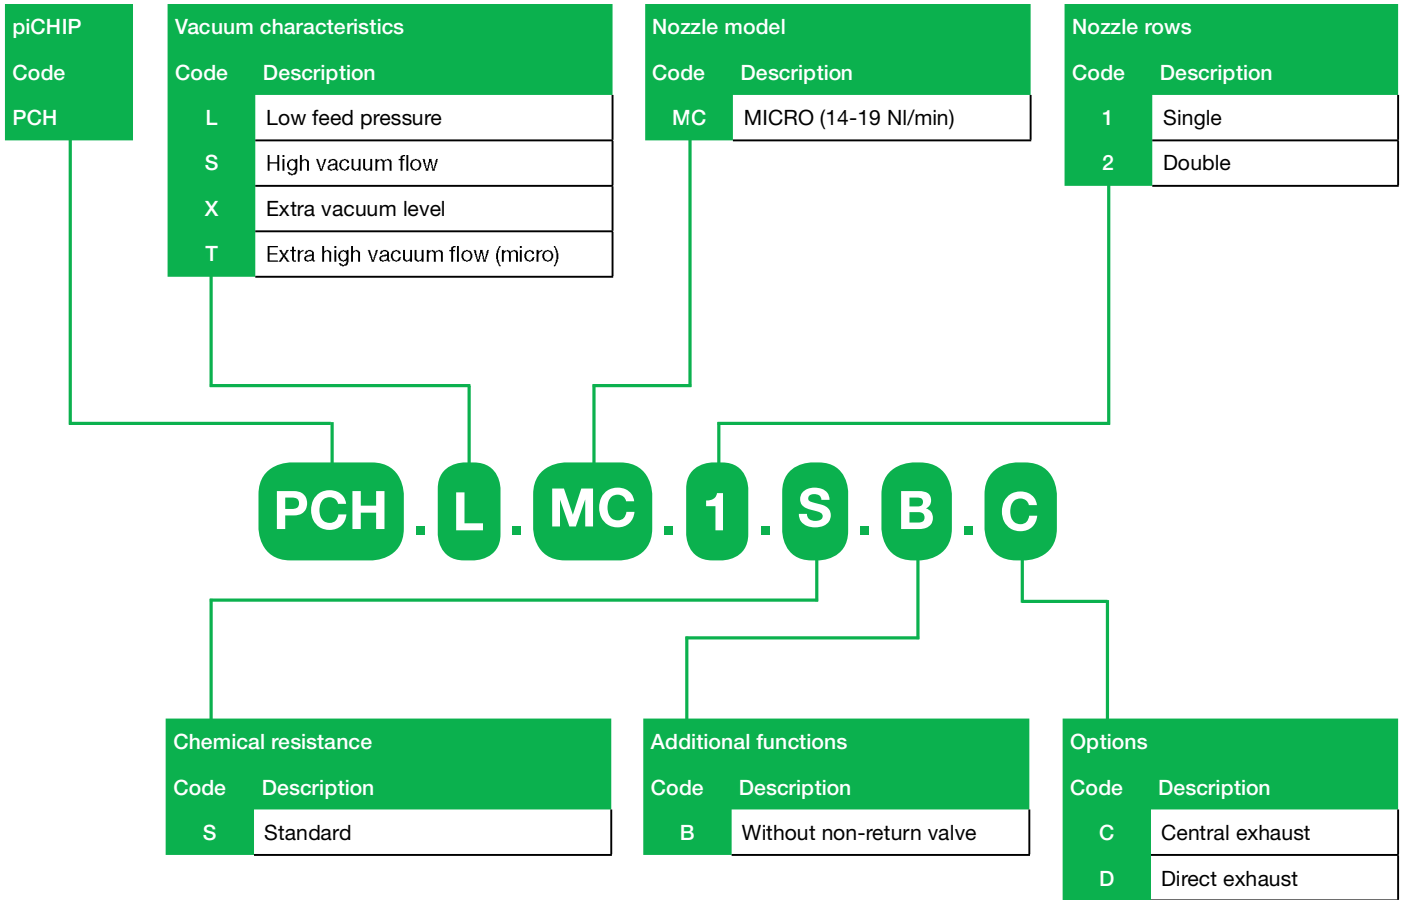 piCHIP
Code
PCH
Vacuum characteristics
Code Description
L Low feed pressure
S High vacuum flow
X Extra vacuum level
T Extra high vacuum flow (micro)
Nozzle model
Code Description
MC MICRO (14-19 Nl/min)
Nozzle rows
Code Description
1 Single
2 Double
PCH.L.MC.1.S.B.C
Chemical resistance
Code Description
S Standard
Additional functions
Code Description
B Without non-return valve
Options
Code Description
C Central exhaust
D Direct exhaust